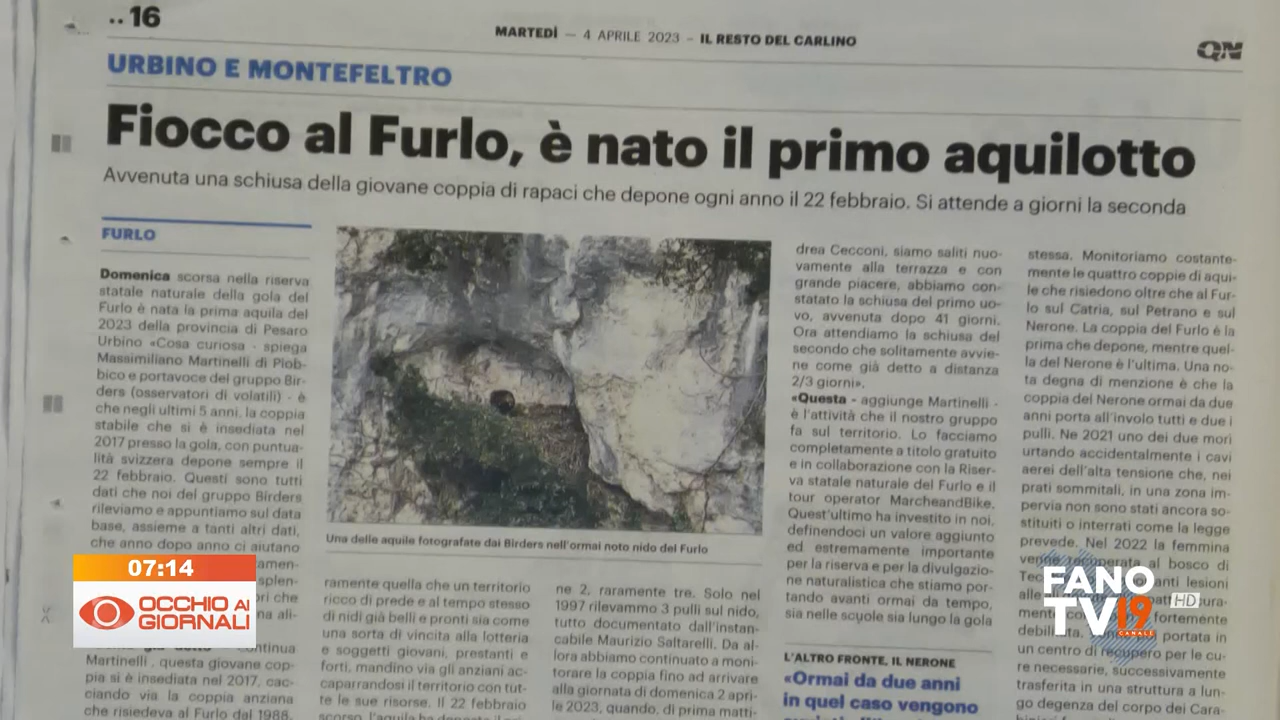 .. 16
MARTEDÌ — 4 APRILE 2023 – IL RESTO DEL CARLINO
QN
URBINO E MONTEFELTRO
Fiocco al Furlo, è nato il primo aquilotto
Avvenuta una schiusa della giovane coppia di rapaci che depone ogni anno il 22 febbraio. Si attende a giorni la seconda
FURLO
Domenica scorsa nella riserva
statale naturale della gola del
Furlo è nata la prima aquila del
2023 della provincia di Pesaro
Urbino «Cosa curiosa - spiega
Massimiliano Martinelli di Piob-
bico e portavoce del gruppo Bir-
ders (osservatori di volatili) - è
che negli ultimi 5 anni, la coppia
stabile che si è insediata nel
2017 presso la gola, con puntua-
lità svizzera depone sempre il
22 febbraio. Questi sono tutti
dati che noi del gruppo Birders
rileviamo e appuntiamo sul data
base, assieme a tanti altri dati,
che anno dopo anno ci aiutano
amen-
splen-
ori che
na ali-
continua
Martinelli , questa giovane cop-
pia si è insediata nel 2017, cac-
ciando via la coppia anziana
che risiedeva al Furlo dal 1988,
Una delle aquile fotografate dai Birders nell'ormai noto nido del Furlo
ramente quella che un territorio
ricco di prede e al tempo stesso
di nidi già belli e pronti sia come
una sorta di vincita alla lotteria
e soggetti giovani, prestanti e
forti, mandino via gli anziani ac-
caparrandosi il territorio con tut-
te le sue risorse. Il 22 febbraio
scorso, l'aquila ha
ne 2, raramente tre. Solo nel
1997 rilevammo 3 pulli sul nido,
tutto documentato dall'instan-
cabile Maurizio Saltarelli. Da al-
lora abbiamo continuato a moni-
torare la coppia fino ad arrivare
alla giornata di domenica 2 apri-
le 2023, quando, di prima matti-
drea Cecconi, siamo saliti nuo-
vamente alla terrazza e con
grande piacere, abbiamo con-
statato la schiusa del primo uo-
vo, avvenuta dopo 41 giorni.
Ora attendiamo la schiusa del
secondo che solitamente avvie-
ne come già detto a distanza
2/3 giorni».
«Questa - aggiunge Martinelli -
è l'attività che il nostro gruppo
fa sul territorio. Lo facciamo
completamente a titolo gratuito
e in collaborazione con la Riser-
va statale naturale del Furlo e il
tour operator MarcheandBike.
Quest'ultimo ha investito in noi,
definendoci un valore aggiunto
ed estremamente importante
per la riserva e per la divulgazio-
ne naturalistica che stiamo por-
tando avanti ormai da tempo,
sia nelle scuole sia lungo la gola
L'ALTRO FRONTE, IL NERONE
«Ormai da due anni
in quel caso vengono
stessa. Monitoriamo costante-
mente le quattro coppie di aqui-
le che risiedono oltre che al Fur-
lo sul Catria, sul Petrano e sul
Nerone. La coppia del Furlo è la
prima che depone, mentre quel-
la del Nerone è l'ultima. Una no-
ta degna di menzione è che la
coppia del Nerone ormai da due
anni porta all'involo tutti e due i
pulli. Ne 2021 uno dei due morì
urtando accidentalmente i cavi
aerei dell'alta tensione che, nei
prati sommitali, in una zona im-
pervia non sono stati ancora so-
stituiti o interrati come la legge
prevede. Nel 2022 la femmina
venne recuperata al bosco di
Tec anti lesioni
alle
fortemente
debilita portata in
un centro di recupero per le cu-
re necessarie, successivamente
trasferita in una struttura a lun-
go degenza del corpo dei Cara-
07:14
OCCHIO AI
GIORNALI
FANO
TV 19 HD
CANALE